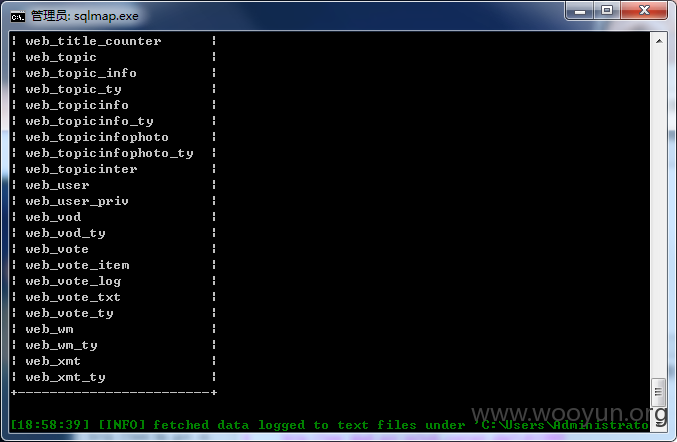 管理员: sqlmap.exe
| web_title_counter |
| web_topic |
| web_topic_info |
| web_topic_ty |
| web_topicinfo |
| web_topicinfo_ty |
| web_topicinfophoto |
| web_topicinfophoto_ty |
| web_topicinter |
| web_user |
| web_user_priv |
| web_vod |
| web_vod_ty |
| web_vote |
| web_vote_item |
| web_vote_log |
| web_vote_txt |
| web_vote_ty |
| web_wm |
| web_wm_ty |
| web_xmt |
| web_xmt_ty |
+------------------------+
www.wooyun.org
[18:58:39] [INFO] fetched data logged to text files under 'C:\Users\Administrato